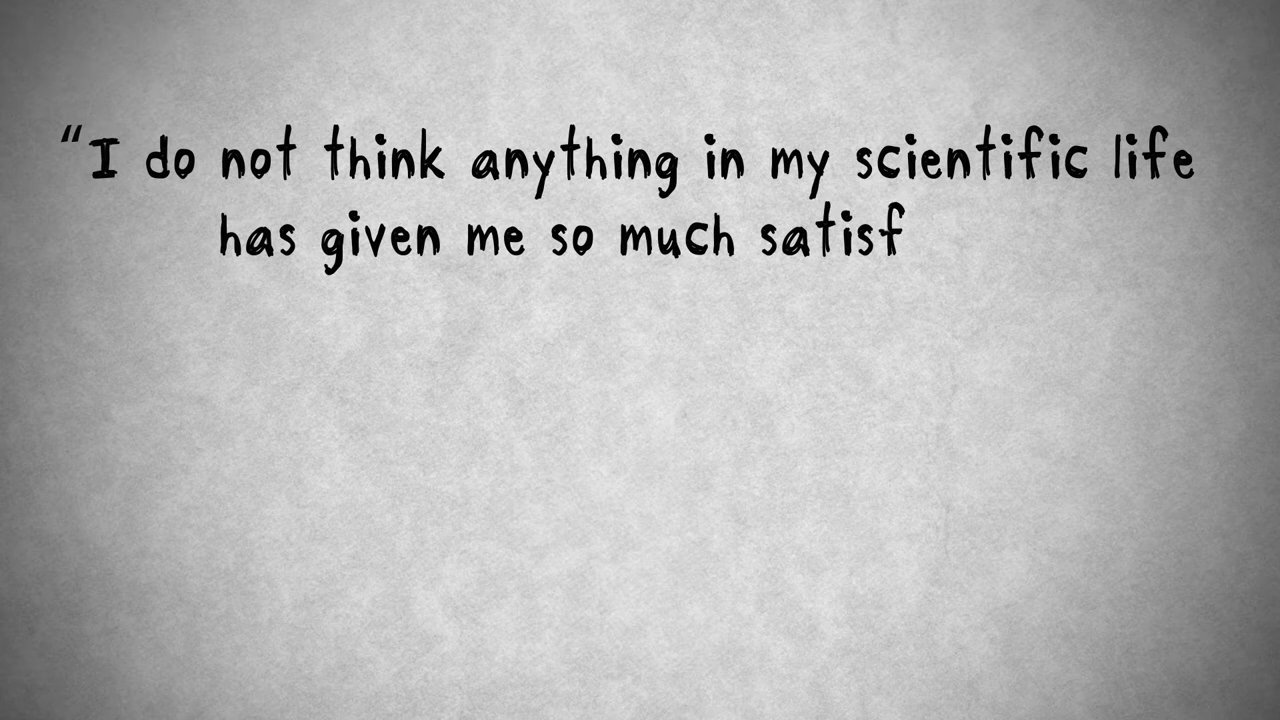 “I do not think anything in my scientific life
has given me so much satisf